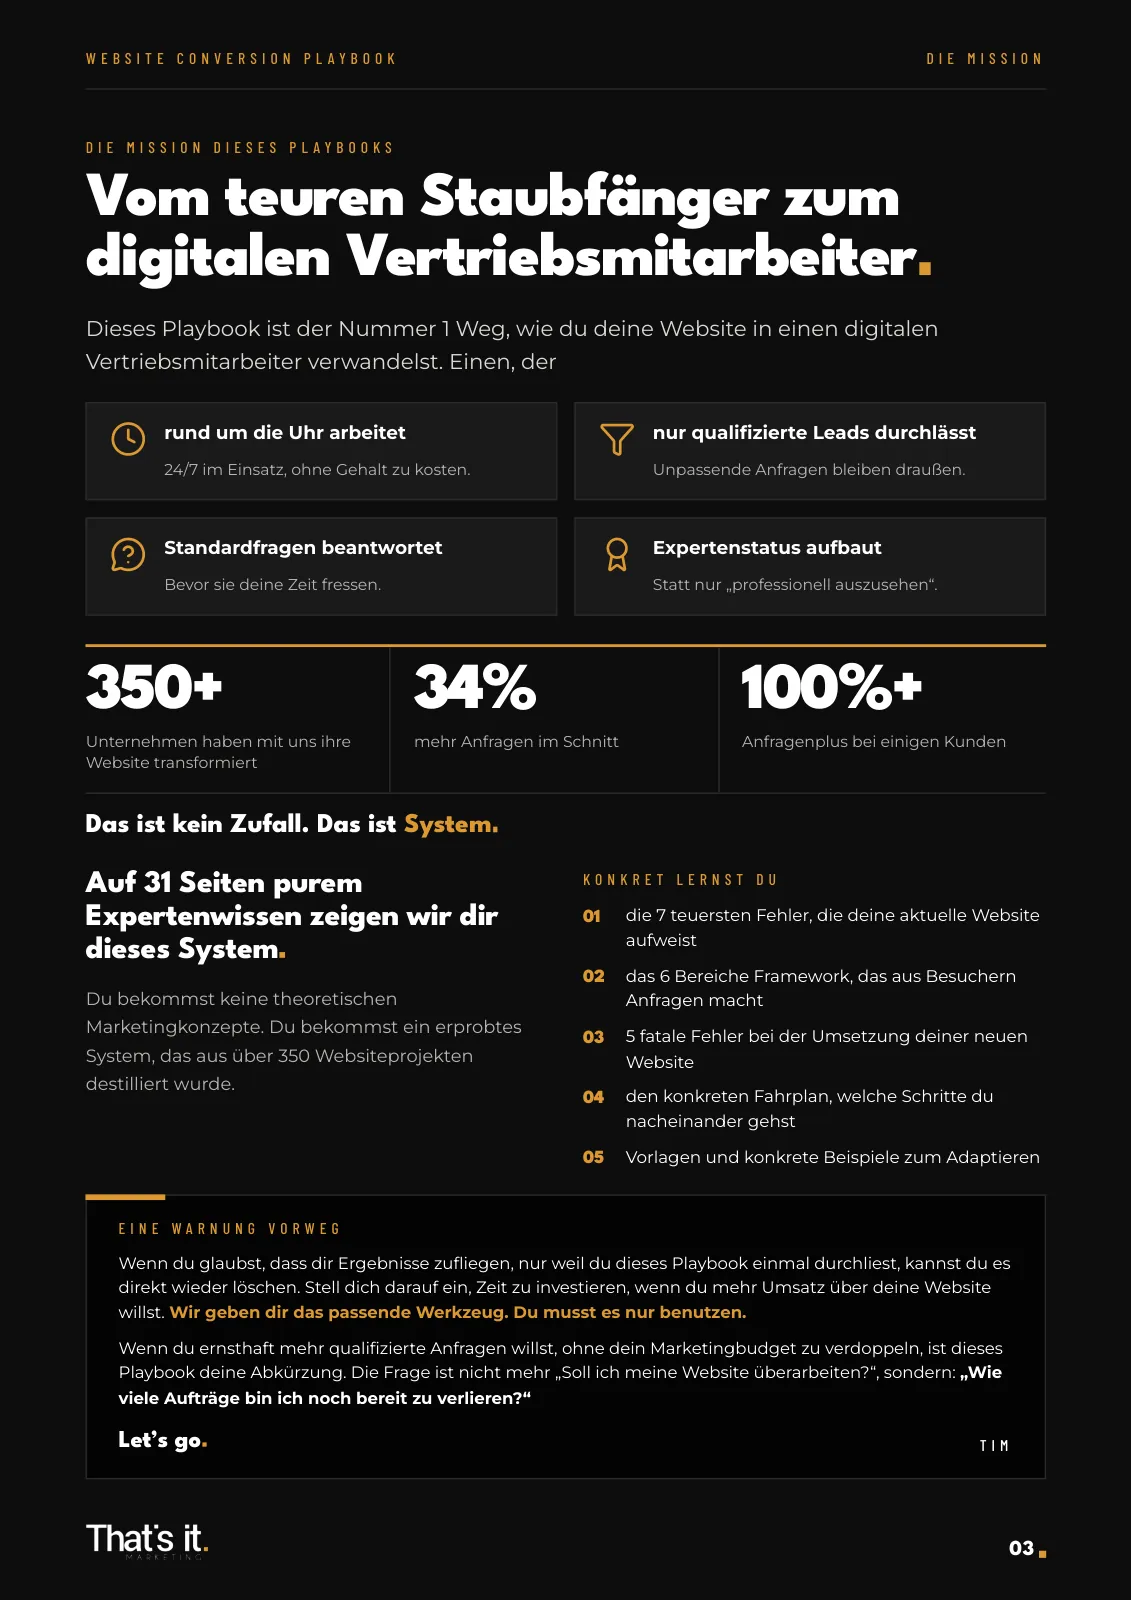 WEBSITE CONVERSION PLAYBOOK
DIE MISSION
DIE MISSION DIESES PLAYBOOKS
Vom teuren Staubfänger zum
digitalen Vertriebsmitarbeiter.
Dieses Playbook ist der Nummer 1 Weg, wie du deine Website in einen digitalen
Vertriebsmitarbeiter verwandelst. Einen, der
rund um die Uhr arbeitet
24/7 im Einsatz, ohne Gehalt zu kosten.
nur qualifizierte Leads durchlässt
Unpassende Anfragen bleiben draußen.
Standardfragen beantwortet
Bevor sie deine Zeit fressen.
Expertenstatus aufbaut
Statt nur „professionell auszusehen“.
350+
Unternehmen haben mit uns ihre
Website transformiert
34%
mehr Anfragen im Schnitt
100%+
Anfragenplus bei einigen Kunden
Das ist kein Zufall. Das ist System.
Auf 31 Seiten purem
Expertenwissen zeigen wir dir
dieses System.
Du bekommst keine theoretischen
Marketingkonzepte. Du bekommst ein erprobtes
System, das aus über 350 Websiteprojekten
destilliert wurde.
KONKRET LERNST DU
01 die 7 teuersten Fehler, die deine aktuelle Website
aufweist
02 das 6 Bereiche Framework, das aus Besuchern
Anfragen macht
03 5 fatale Fehler bei der Umsetzung deiner neuen
Website
04 den konkreten Fahrplan, welche Schritte du
nacheinander gehst
05 Vorlagen und konkrete Beispiele zum Adaptieren
EINE WARNUNG VORWEG
Wenn du glaubst, dass dir Ergebnisse zufliegen, nur weil du dieses Playbook einmal durchliest, kannst du es
direkt wieder löschen. Stell dich darauf ein, Zeit zu investieren, wenn du mehr Umsatz über deine Website
willst. Wir geben dir das passende Werkzeug. Du musst es nur benutzen.
Wenn du ernsthaft mehr qualifizierte Anfragen willst, ohne dein Marketingbudget zu verdoppeln, ist dieses
Playbook deine Abkürzung. Die Frage ist nicht mehr „Soll ich meine Website überarbeiten?“, sondern: „Wie
viele Aufträge bin ich noch bereit zu verlieren?“
Let’s go.
TIM
That's it.
MARKETING
03